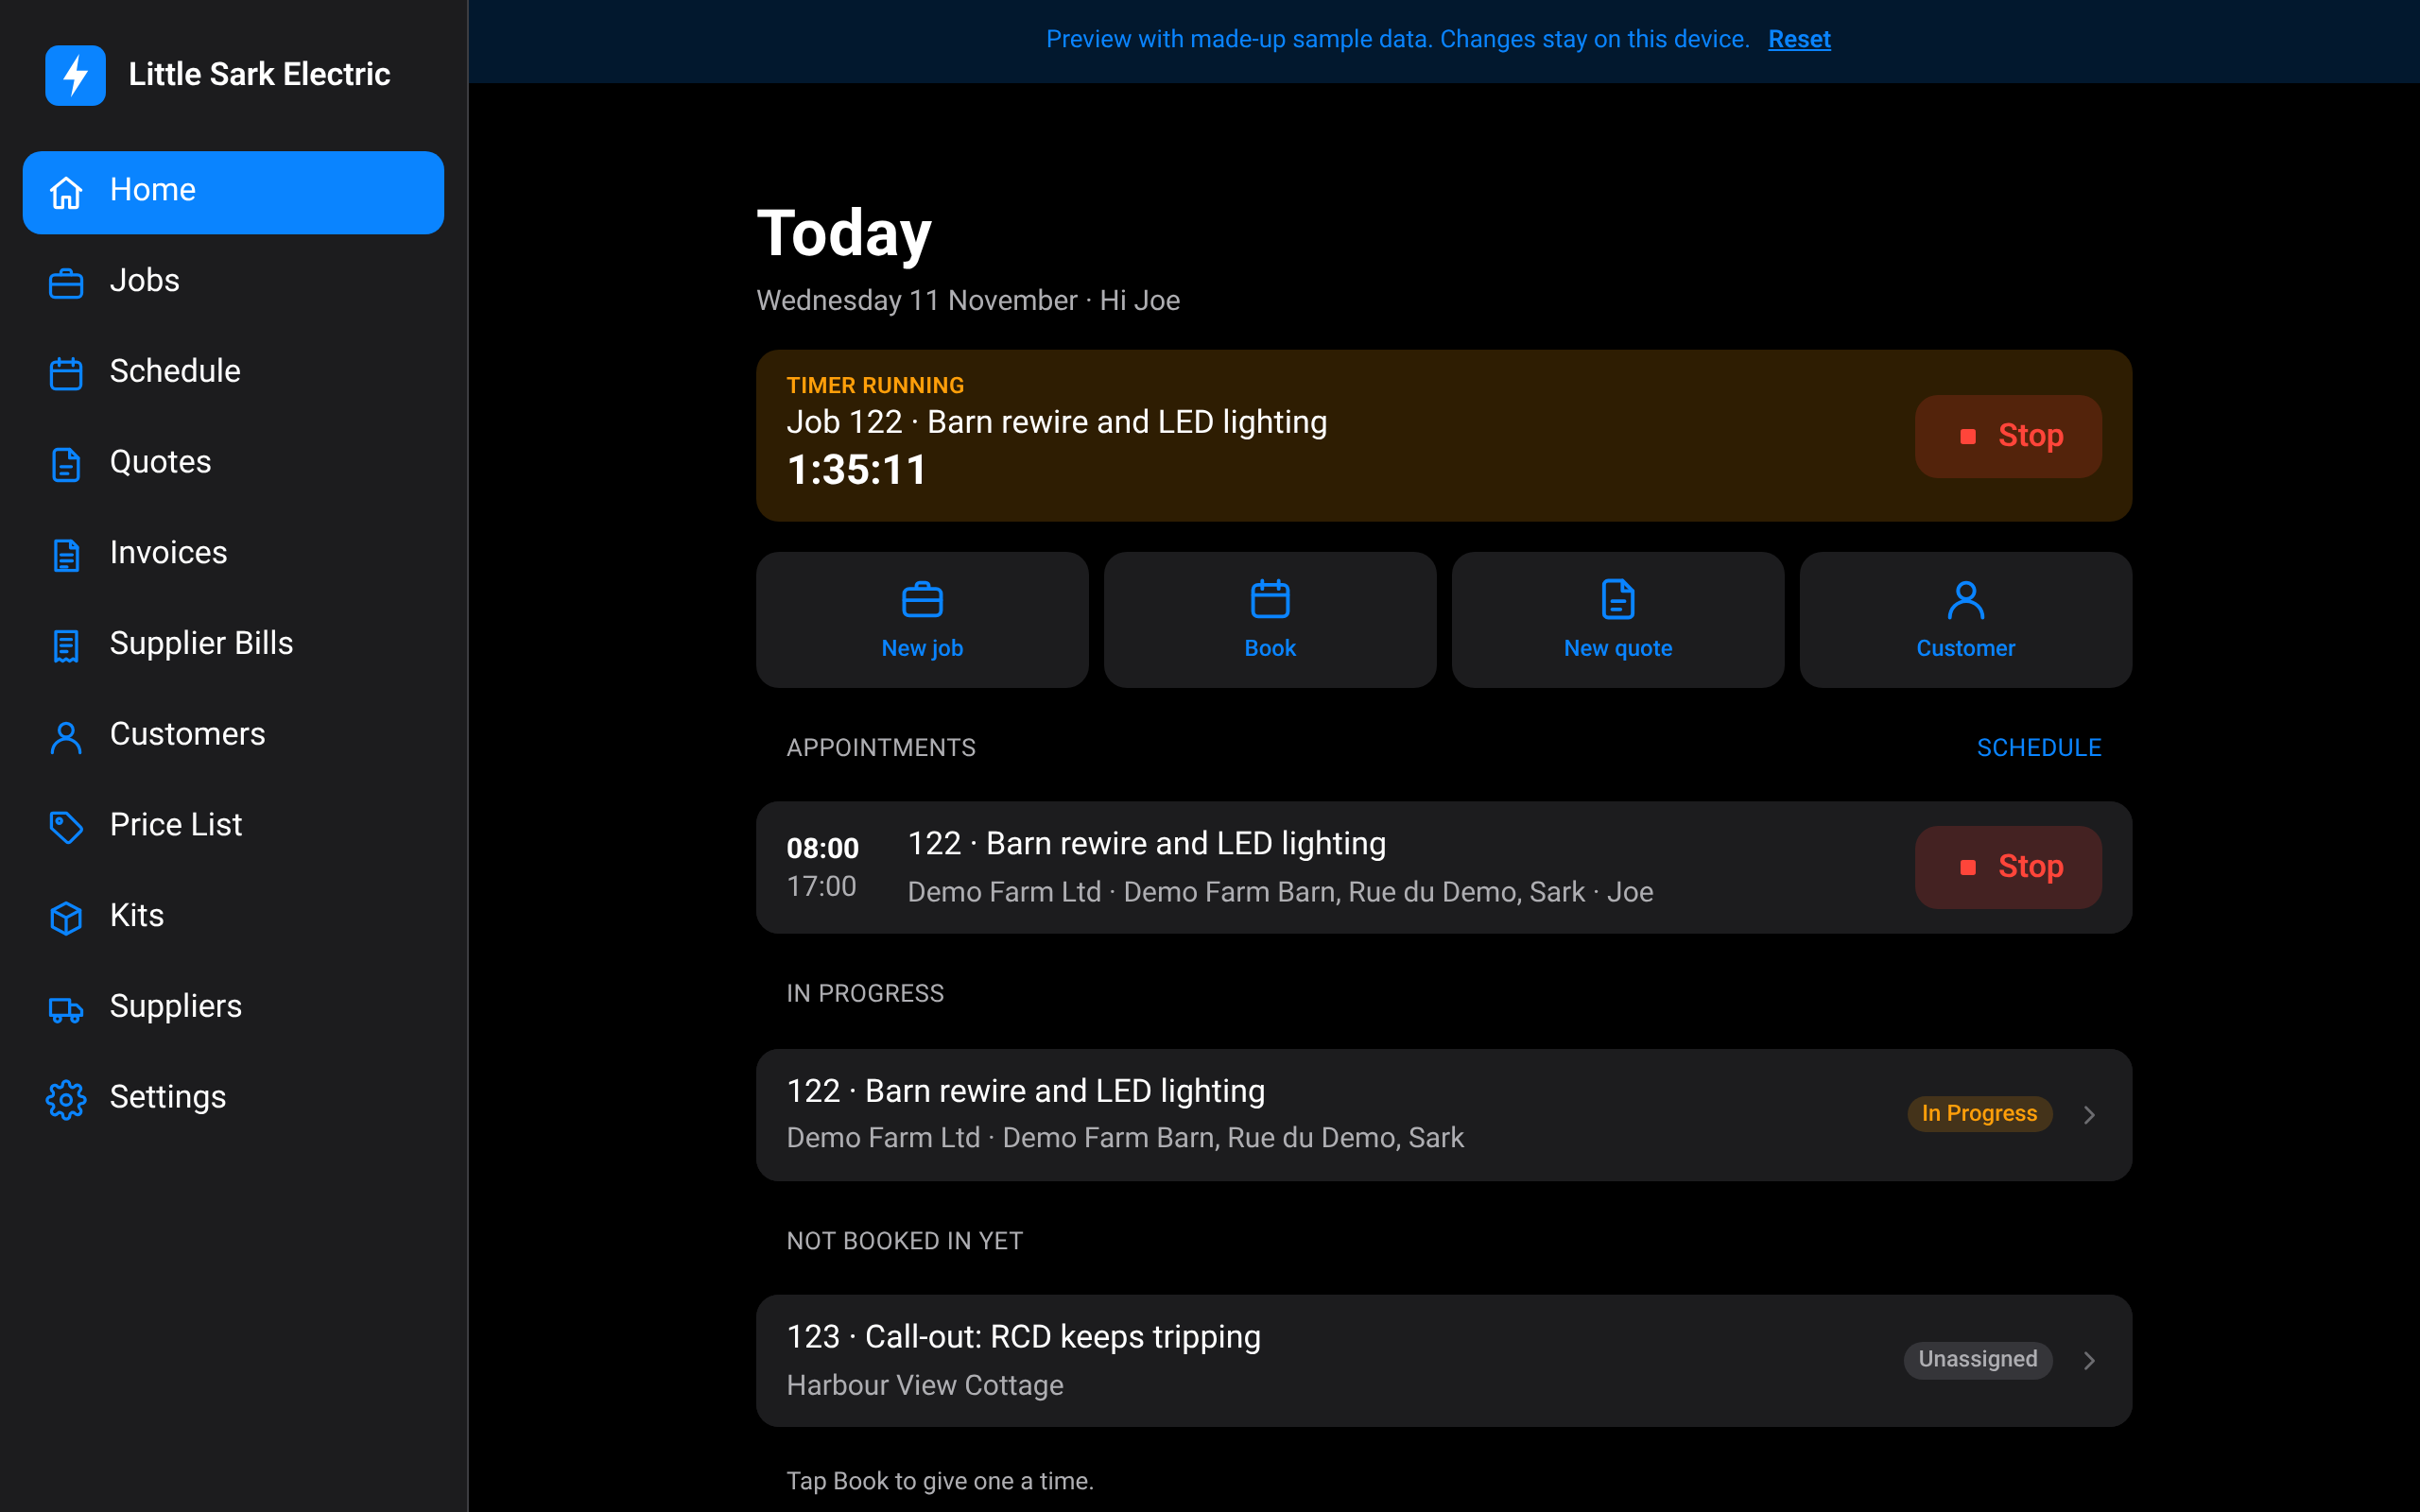 Little Sark Electric
Home
Jobs
Schedule
Quotes
Invoices
Supplier Bills
Customers
Price List
Kits
Suppliers
Settings
Preview with made-up sample data. Changes stay on this device. Reset
Today
Wednesday 11 November · Hi Joe
TIMER RUNNING
Job 122 · Barn rewire and LED lighting
1:35:11
Stop
New job
Book
New quote
Customer
APPOINTMENTS
SCHEDULE
08:00
17:00
122 · Barn rewire and LED lighting
Demo Farm Ltd · Demo Farm Barn, Rue du Demo, Sark · Joe
Stop
IN PROGRESS
122 · Barn rewire and LED lighting
Demo Farm Ltd · Demo Farm Barn, Rue du Demo, Sark
In Progress
NOT BOOKED IN YET
123 · Call-out: RCD keeps tripping
Harbour View Cottage
Unassigned
Tap Book to give one a time.